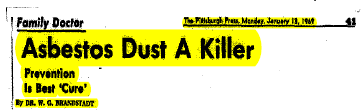 Family Doctor The Pittsburgh Press, Monday, January 13, 1969 41
Asbestos Dust A Killer
Prevention
Is Best 'Cure'
By DR. W. G. BRANDSTADT